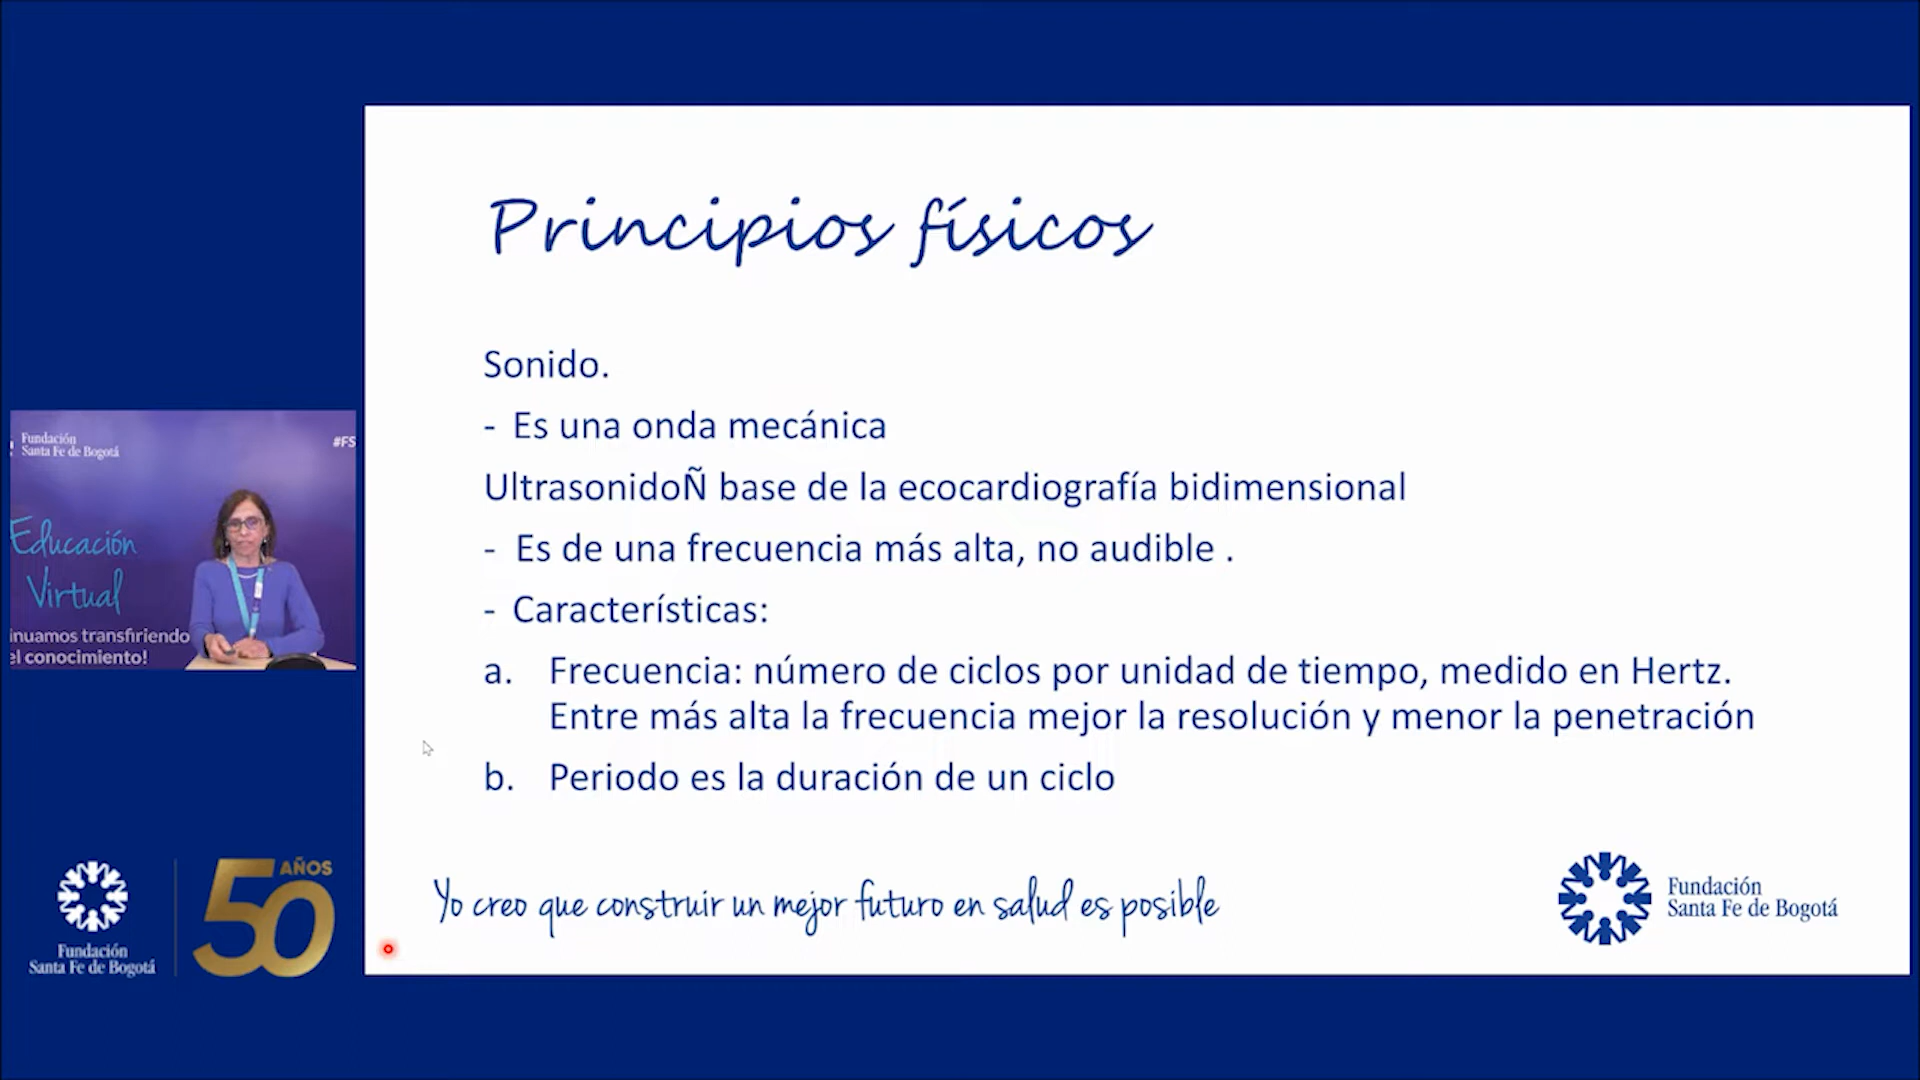 Principios físicos
Sonido.
- Es una onda mecánica
UltrasonidoÑ base de la ecocardiografía bidimensional
- Es de una frecuencia más alta, no audible .
- Características:
a. Frecuencia: número de ciclos por unidad de tiempo, medido en Hertz.
Entre más alta la frecuencia mejor la resolución y menor la penetración
b. Periodo es la duración de un ciclo
Yo creo que construir un mejor futuro en salud es posible
Fundación
Santa Fe de Bogotá
Fundación
Santa Fe de Bogotá
#FS
Educación
Virtual
inuamos transfiriendo
el conocimiento!
Fundación
Santa Fe de Bogotá
50 AÑOS